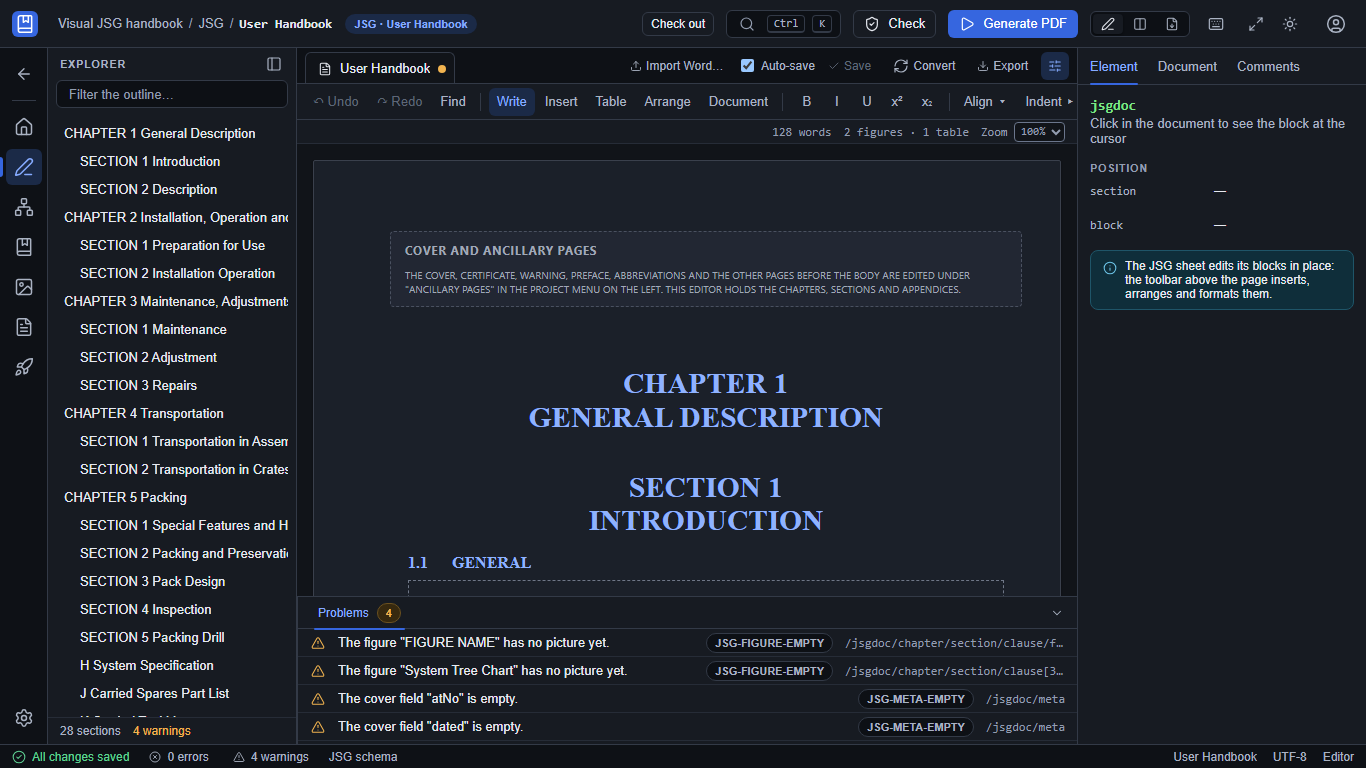 Visual JSG handbook / JSG / User Handbook
JSG · User Handbook
Check out
Ctrl K
Check
Generate PDF
EXPLORER
Filter the outline…
CHAPTER 1 General Description
SECTION 1 Introduction
SECTION 2 Description
CHAPTER 2 Installation, Operation and
SECTION 1 Preparation for Use
SECTION 2 Installation Operation
CHAPTER 3 Maintenance, Adjustments
SECTION 1 Maintenance
SECTION 2 Adjustment
SECTION 3 Repairs
CHAPTER 4 Transportation
SECTION 1 Transportation in Assem
SECTION 2 Transportation in Crates
CHAPTER 5 Packing
SECTION 1 Special Features and H
SECTION 2 Packing and Preservatio
SECTION 3 Pack Design
SECTION 4 Inspection
SECTION 5 Packing Drill
H System Specification
J Carried Spares Part List
28 sections 4 warnings
User Handbook
Import Word…
Auto-save
Save
Convert
Export
Undo Redo Find Write Insert Table Arrange Document B I U x² x₂ Align Indent
128 words 2 figures · 1 table Zoom 100%
COVER AND ANCILLARY PAGES
THE COVER, CERTIFICATE, WARNING, PREFACE, ABBREVIATIONS AND THE OTHER PAGES BEFORE THE BODY ARE EDITED UNDER
"ANCILLARY PAGES" IN THE PROJECT MENU ON THE LEFT. THIS EDITOR HOLDS THE CHAPTERS, SECTIONS AND APPENDICES.
CHAPTER 1
GENERAL DESCRIPTION
SECTION 1
INTRODUCTION
1.1 GENERAL
Problems 4
The figure "FIGURE NAME" has no picture yet. JSG-FIGURE-EMPTY /jsgdoc/chapter/section/clause/f…
The figure "System Tree Chart" has no picture yet. JSG-FIGURE-EMPTY /jsgdoc/chapter/section/clause[3…
The cover field "atNo" is empty. JSG-META-EMPTY /jsgdoc/meta
The cover field "dated" is empty. JSG-META-EMPTY /jsgdoc/meta
Element Document Comments
jsgdoc
Click in the document to see the block at the
cursor
POSITION
section —
block —
The JSG sheet edits its blocks in place:
the toolbar above the page inserts,
arranges and formats them.
All changes saved 0 errors 4 warnings JSG schema
User Handbook UTF-8 Editor